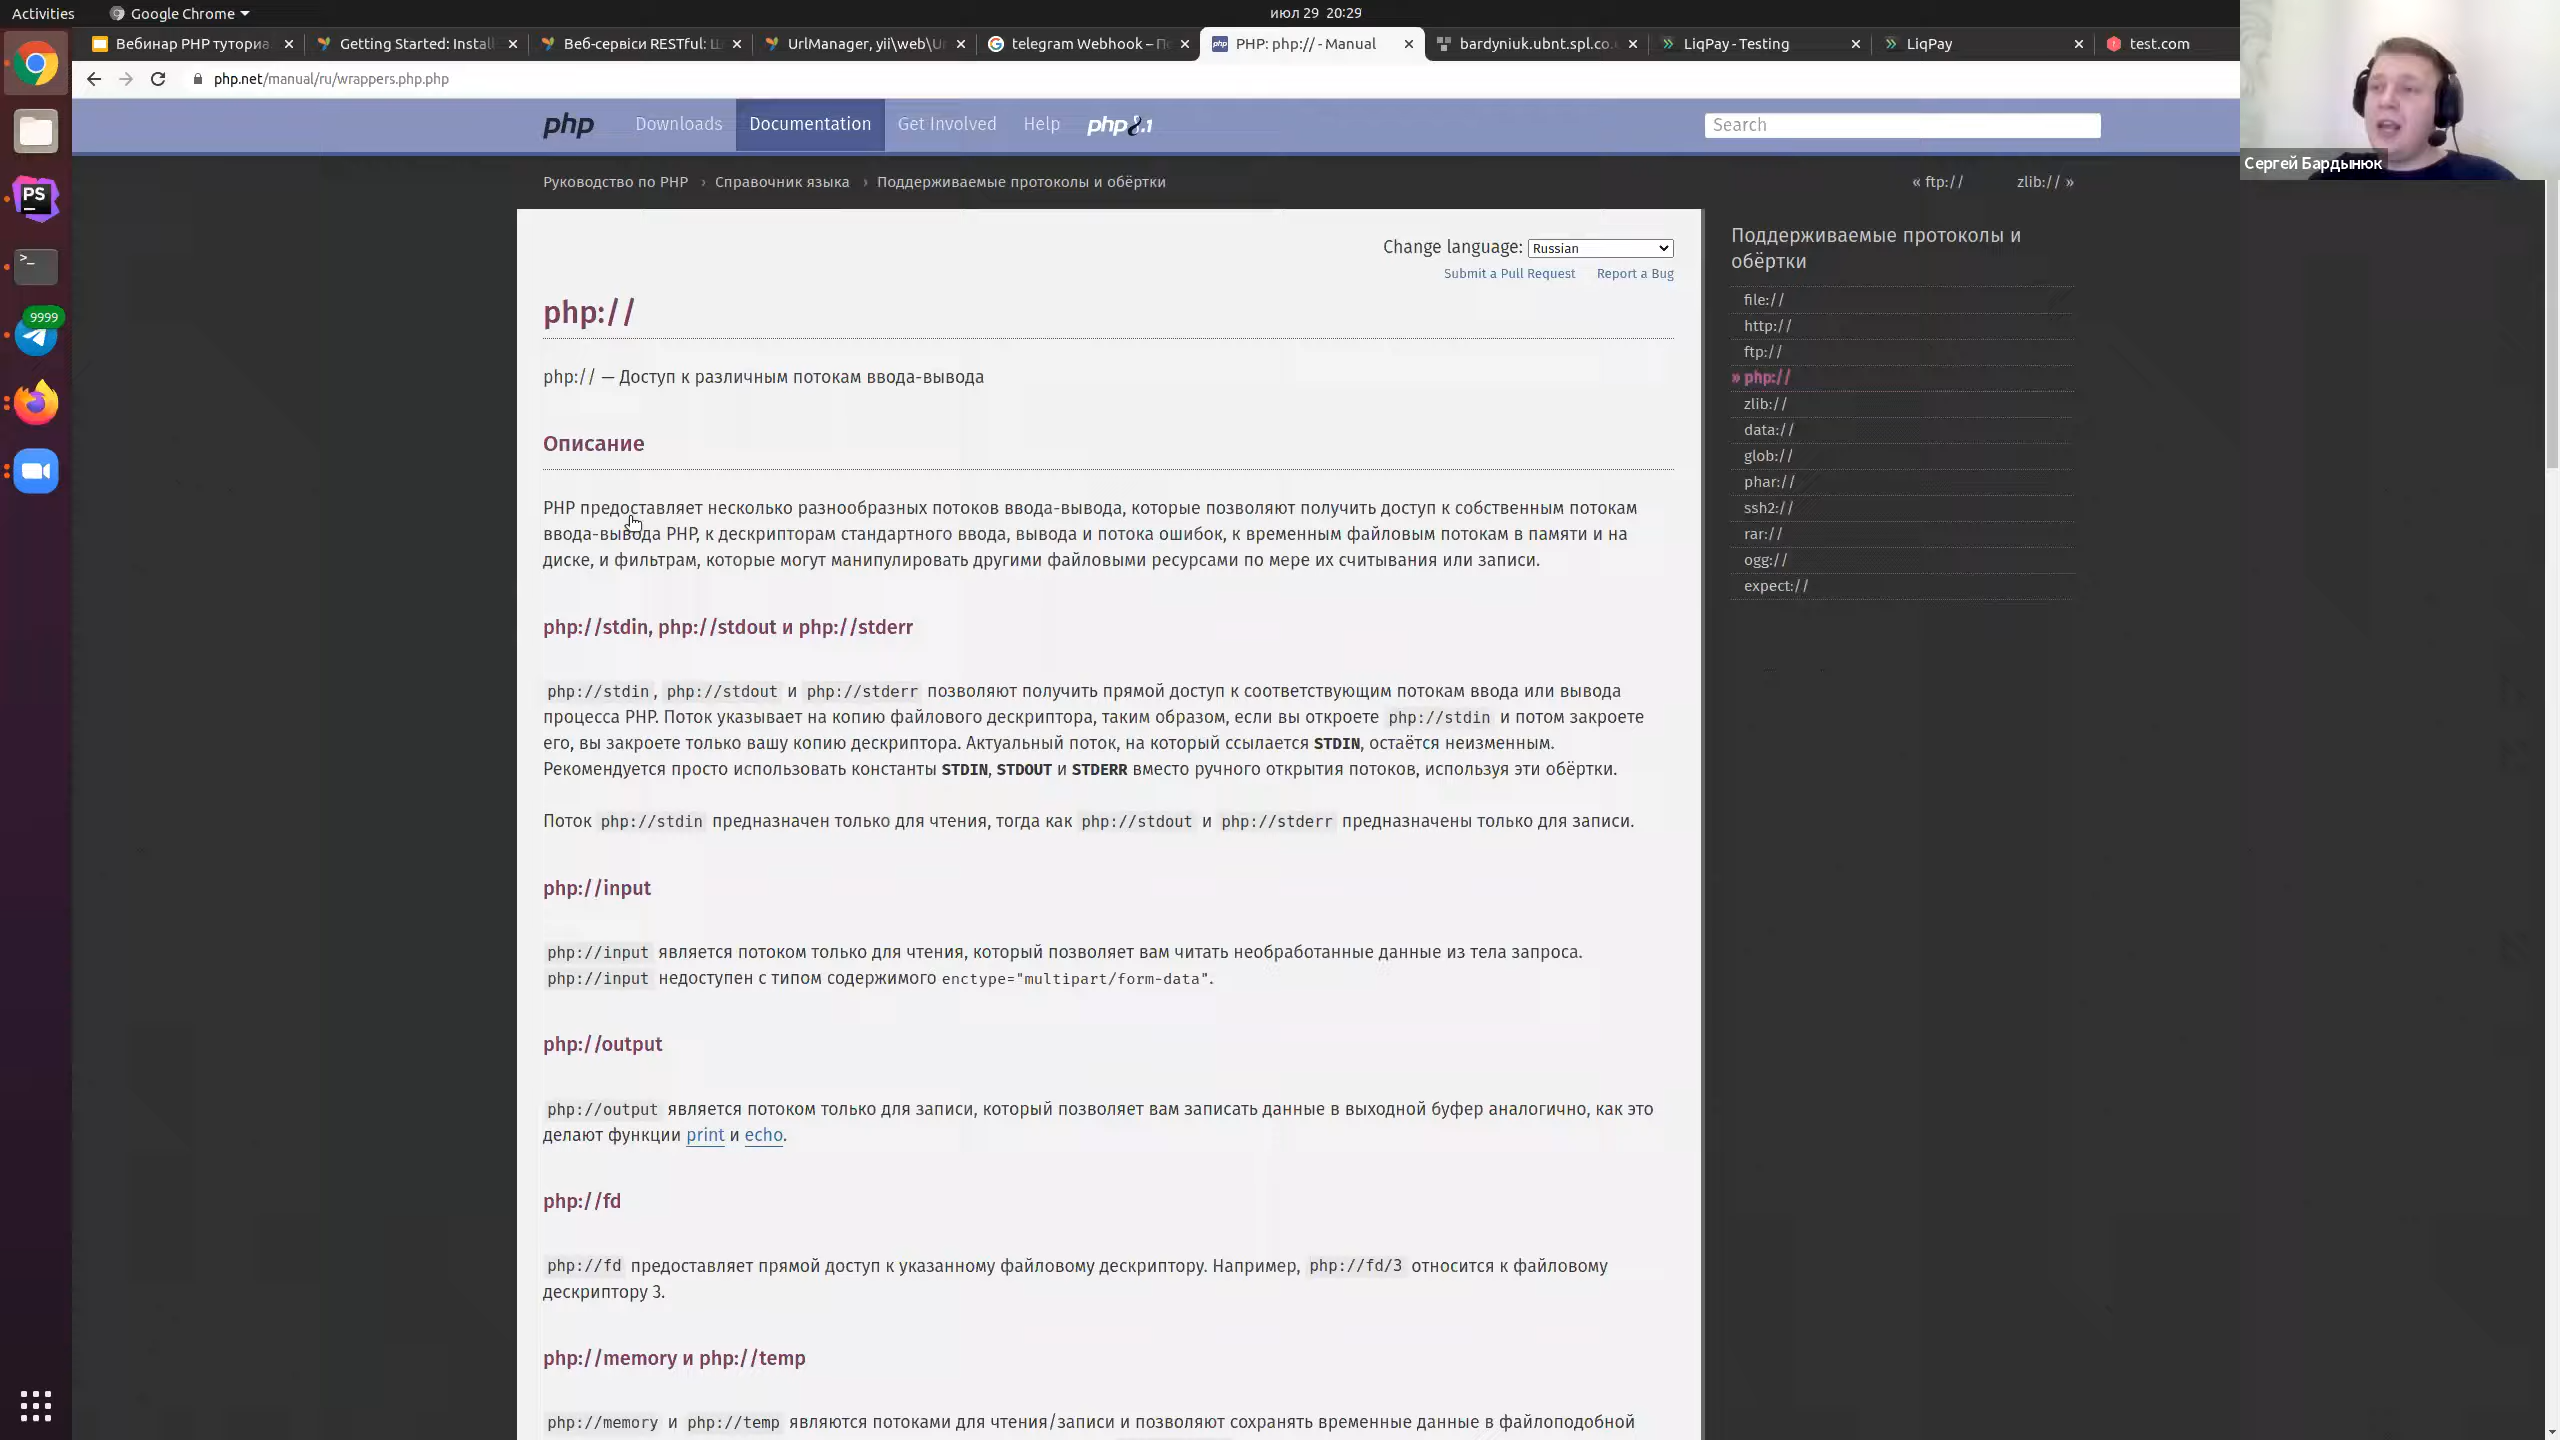 Activities
Google Chrome
июл 29 20:29
Вебинар PHP туториа
Getting Started: Instal
Веб-сервіси RESTful: Ш
UrlManager, yii\web\U
telegram Webhook – По
PHP: php:// - Manual
bardyniuk.ubnt.spl.co.
LiqPay - Testing
LiqPay
test.com
php.net/manual/ru/wrappers.php.php
php
Downloads
Documentation
Get Involved
Help
php8.1
Search
Сергей Бардынюк
Руководство по PHP › Справочник языка › Поддерживаемые протоколы и обёртки
« ftp://
zlib:// »
Change language: Russian
Submit a Pull Request Report a Bug
php://
php:// — Доступ к различным потокам ввода-вывода
Описание
PHP предоставляет несколько разнообразных потоков ввода-вывода, которые позволяют получить доступ к собственным потокам
ввода-вывода PHP, к дескрипторам стандартного ввода, вывода и потока ошибок, к временным файловым потокам в памяти и на
диске, и фильтрам, которые могут манипулировать другими файловыми ресурсами по мере их считывания или записи.
php://stdin, php://stdout и php://stderr
php://stdin, php://stdout и php://stderr позволяют получить прямой доступ к соответствующим потокам ввода или вывода
процесса PHP. Поток указывает на копию файлового дескриптора, таким образом, если вы откроете php://stdin и потом закроете
его, вы закроете только вашу копию дескриптора. Актуальный поток, на который ссылается STDIN, остаётся неизменным.
Рекомендуется просто использовать константы STDIN, STDOUT и STDERR вместо ручного открытия потоков, используя эти обёртки.
Поток php://stdin предназначен только для чтения, тогда как php://stdout и php://stderr предназначены только для записи.
php://input
php://input является потоком только для чтения, который позволяет вам читать необработанные данные из тела запроса.
php://input недоступен с типом содержимого enctype="multipart/form-data".
php://output
php://output является потоком только для записи, который позволяет вам записать данные в выходной буфер аналогично, как это
делают функции print и echo.
php://fd
php://fd предоставляет прямой доступ к указанному файловому дескриптору. Например, php://fd/3 относится к файловому
дескриптору 3.
php://memory и php://temp
php://memory и php://temp являются потоками для чтения/записи и позволяют сохранять временные данные в файлоподобной
Поддерживаемые протоколы и
обёртки
file://
http://
ftp://
» php://
zlib://
data://
glob://
phar://
ssh2://
rar://
ogg://
expect://
PS
>_
9999